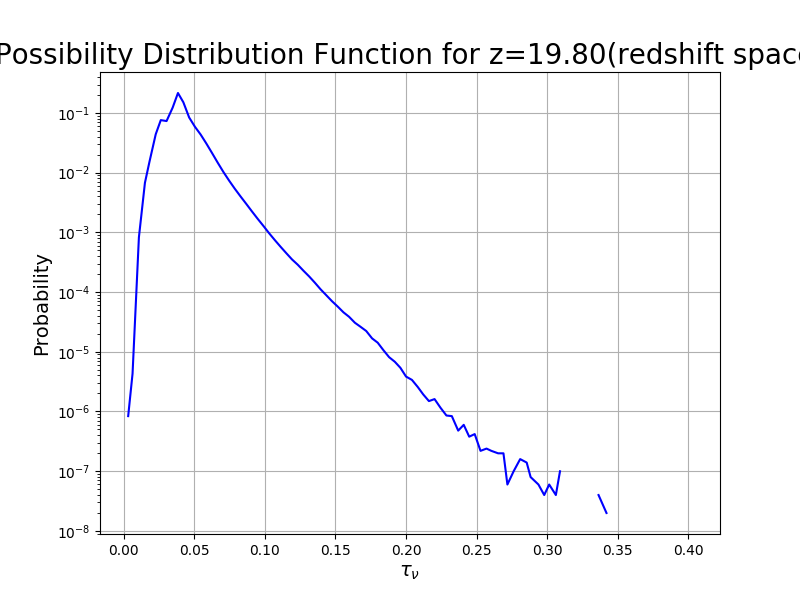 Possibility Distribution Function for z=19.80(redshift space
Probability
10⁻¹
10⁻²
10⁻³
10⁻⁴
10⁻⁵
10⁻⁶
10⁻⁷
10⁻⁸
0.00 0.05 0.10 0.15 0.20 0.25 0.30 0.35 0.40
τ_ν